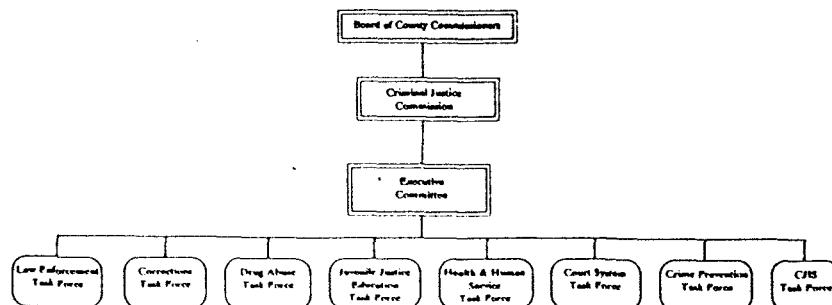 Board of County Commissioners
Criminal Justice
Commission
Executive
Committee
Law Enforcement
Task Force
Corrections
Task Force
Drug Abuse
Task Force
Juvenile Justice
Education
Task Force
Health & Human
Service
Task Force
Court System
Task Force
Crime Prevention
Task Force
CJIS
Task Force